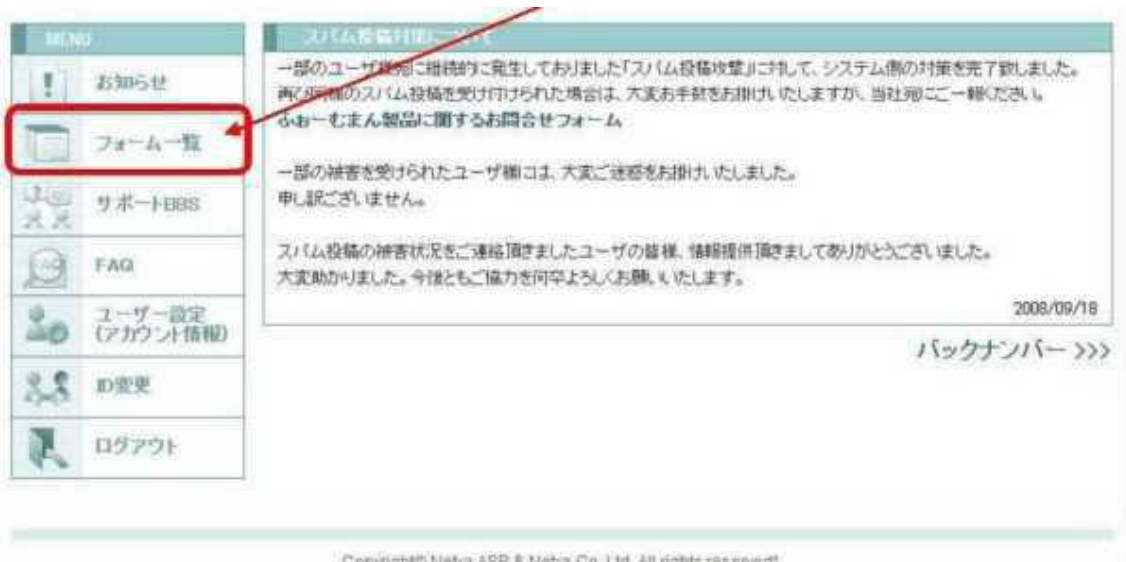 MENU
お知らせ
フォーム一覧
サポートBBS
FAQ
ユーザー設定
(アカウント情報)
ID変更
ログアウト
スパム投稿対策について
一部のユーザ様宛に継続的に発生しておりました「スパム投稿攻撃」に対して、システム側の対策を完了致しました。
再び同様のスパム投稿を受け付けられた場合は、大変お手数をお掛けいたしますが、当社宛にご一報ください。
ふぉーむまん製品に関するお問合せフォーム
一部の被害を受けられたユーザ様には、大変ご迷惑をお掛けいたしました。
申し訳ございません。
スパム投稿の被害状況をご連絡頂きましたユーザの皆様、情報提供頂きましてありがとうございました。
大変助かりました。今後ともご協力を何卒よろしくお願いいたします。
2008/09/18
バックナンバー >>>
Copyright© ASP & Co. Ltd. All rights reserved.